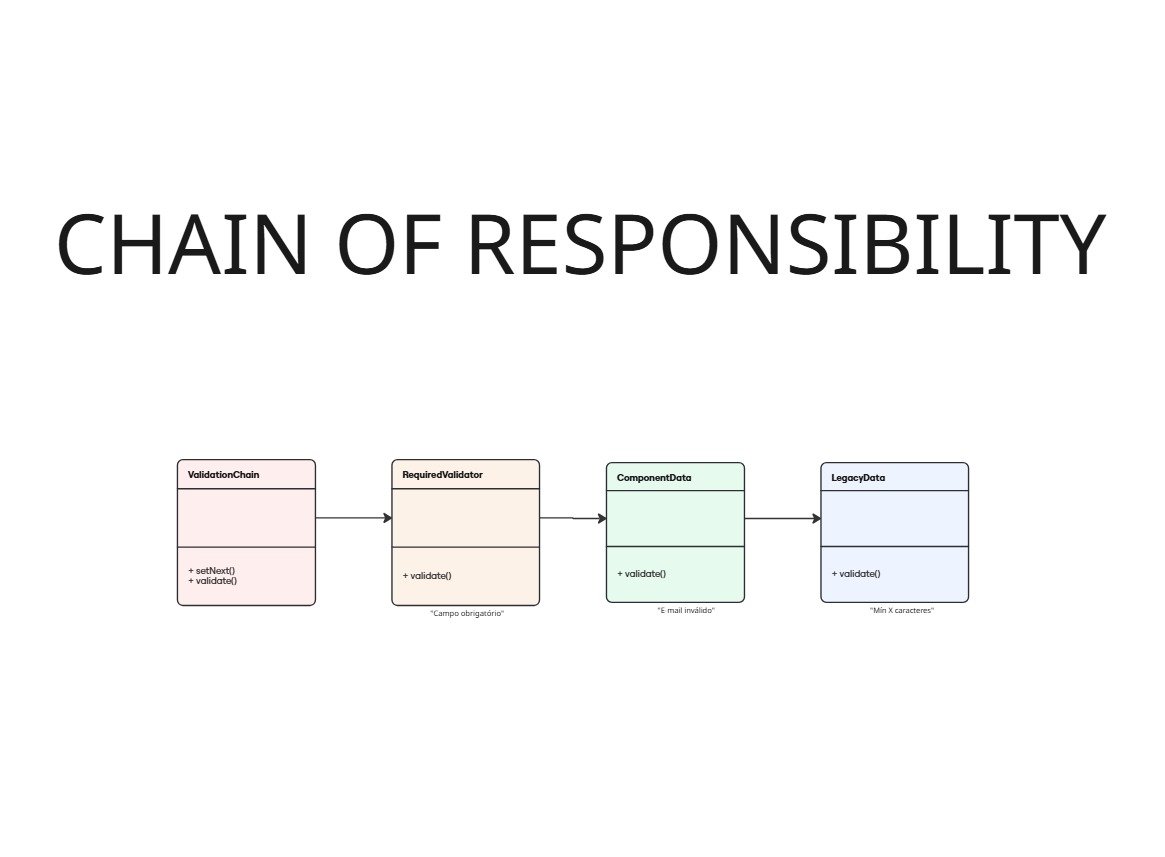 CHAIN OF RESPONSIBILITY
ValidationChain
+ setNext()
+ validate()
RequiredValidator
+ validate()
"Campo obrigatório"
ComponentData
+ validate()
"E mail inválido"
LegacyData
+ validate()
"Mín X caracteres"